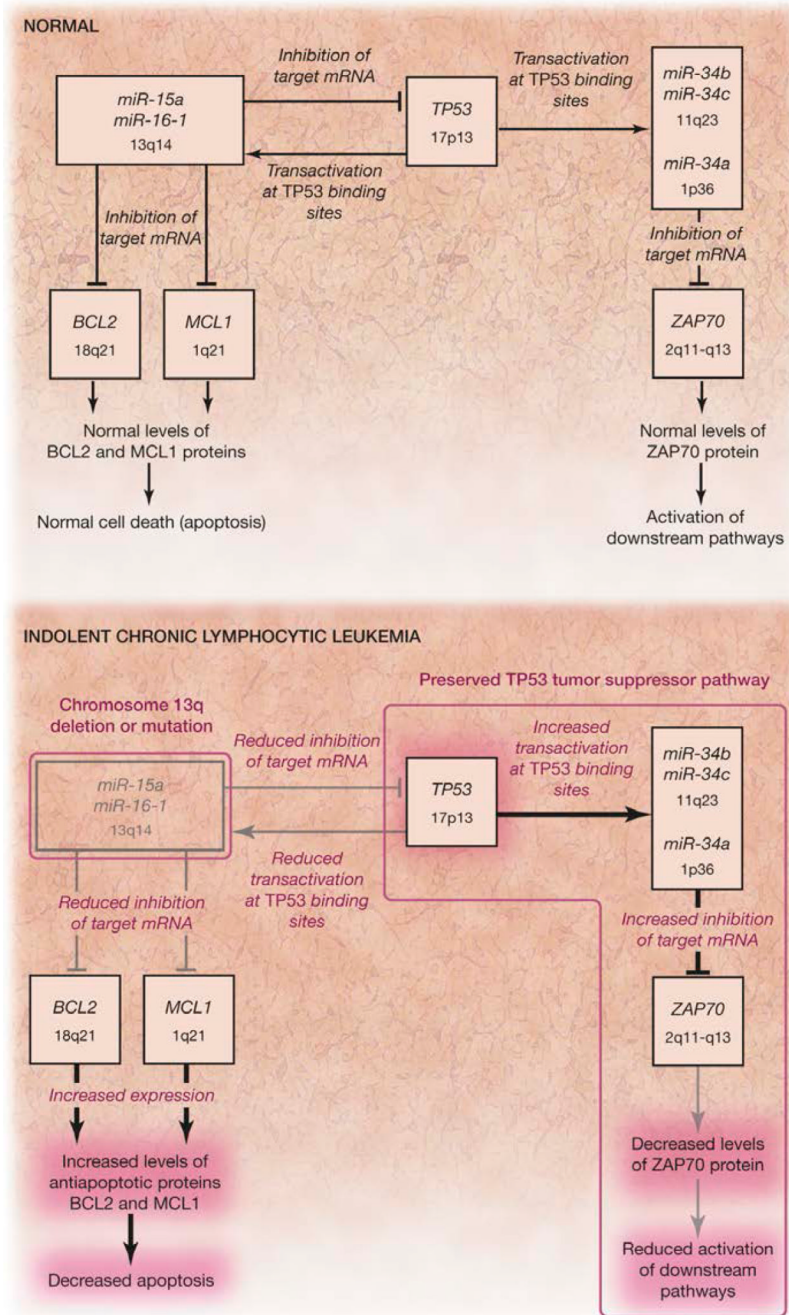 NORMAL
miR-15a
miR-16-1
13q14
Inhibition of
target mRNA
TP53
17p13
Transactivation
at TP53 binding
sites
Transactivation
at TP53 binding
sites
miR-34b
miR-34c
11q23
miR-34a
1p36
Inhibition of
target mRNA
Inhibition of
target mRNA
BCL2
18q21
MCL1
1q21
ZAP70
2q11-q13
Normal levels of
BCL2 and MCL1 proteins
Normal cell death (apoptosis)
Normal levels of
ZAP70 protein
Activation of
downstream pathways
INDOLENT CHRONIC LYMPHOCYTIC LEUKEMIA
Chromosome 13q
deletion or mutation
Preserved TP53 tumor suppressor pathway
miR-15a
miR-16-1
13q14
Reduced inhibition
of target mRNA
TP53
17p13
Increased
transactivation
at TP53 binding
sites
Reduced
transactivation
at TP53 binding
sites
miR-34b
miR-34c
11q23
miR-34a
1p36
Reduced inhibition
of target mRNA
Increased inhibition
of target mRNA
BCL2
18q21
MCL1
1q21
ZAP70
2q11-q13
Increased expression
Increased levels of
antiapoptotic proteins
BCL2 and MCL1
Decreased apoptosis
Decreased levels
of ZAP70 protein
Reduced activation
of downstream
pathways